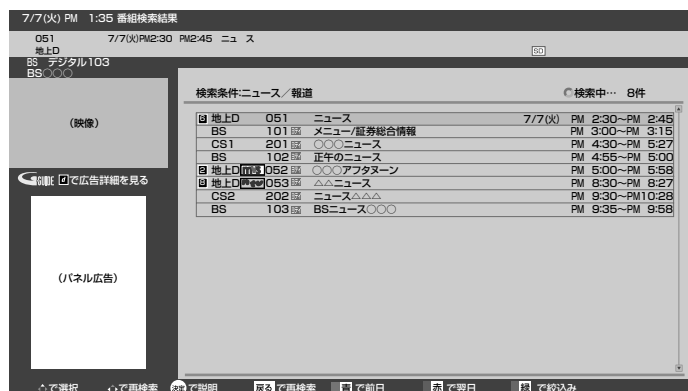 7/7(火) PM 1:35 番組検索結果
051 7/7(火)PM2:30 PM2:45 ニュ ス
地上D
SD
BS デジタル103
BS○○○
(映像)
検索条件:ニュース/報道 検索中… 8件
地上D 051 ニュース 7/7(火) PM 2:30~PM 2:45
BS 101 メニュー/証券総合情報 PM 3:00~PM 3:15
CS1 201 ○○○ニュース PM 4:30~PM 5:27
BS 102 正午のニュース PM 4:55~PM 5:00
地上D 052 ○○○アフタヌーン PM 5:00~PM 5:58
地上D 053 △△ニュース PM 8:30~PM 8:27
CS2 202 ニュース△△△ PM 9:28~PM10:28
BS 103 BSニュース○○○ PM 9:35~PM 9:58
GUIDE dで広告詳細を見る
(パネル広告)
で選択 で再検索 決定で説明 戻るで再検索 青で前日 赤で翌日 緑で絞込み